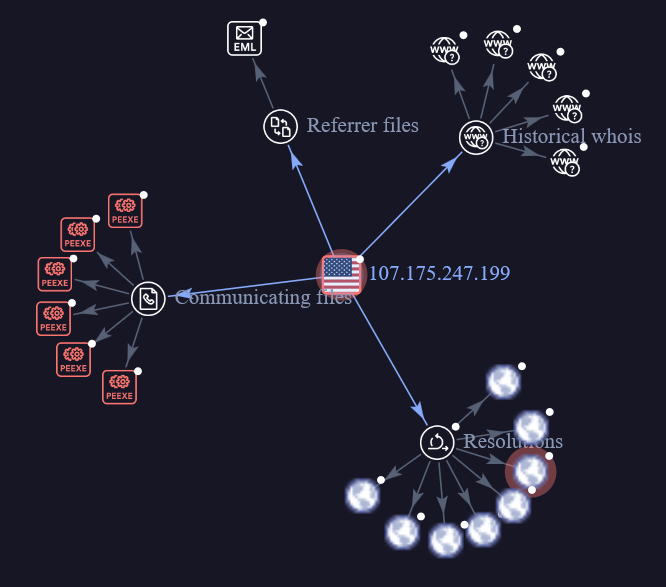 EML
Referrer files
www
?
www
?
www
?
www
?
www
?
www
?
Historical whois
PEEXE
PEEXE
PEEXE
PEEXE
PEEXE
PEEXE
107.175.247.199
Communicating files
Resolutions